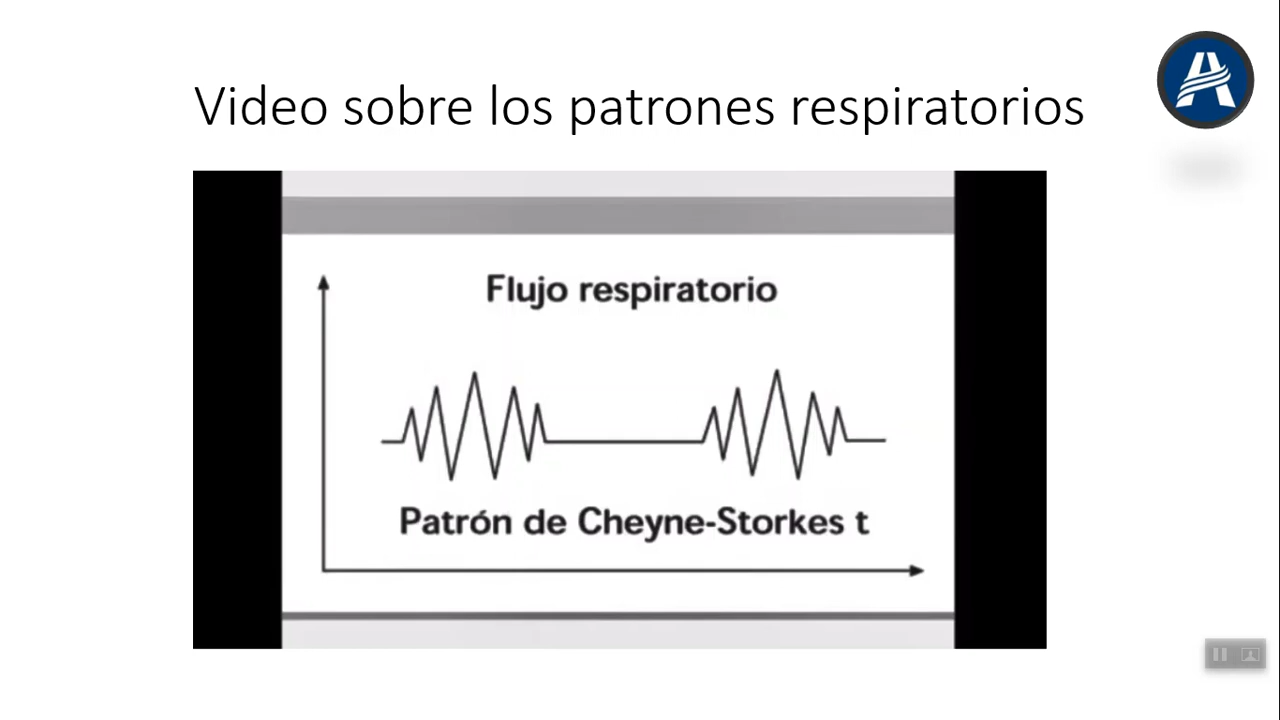 Video sobre los patrones respiratorios
Flujo respiratorio
Patrón de Cheyne-Storkes t